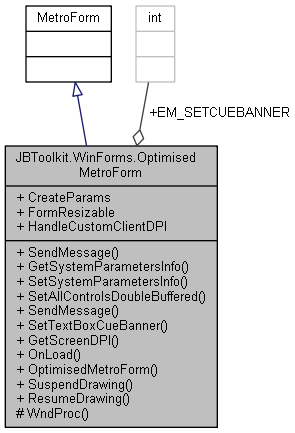 MetroForm
int
+EM_SETCUEBANNER
JBToolkit.WinForms.Optimised
MetroForm
+ CreateParams
+ FormResizable
+ HandleCustomClientDPI
+ SendMessage()
+ GetSystemParametersInfo()
+ SetSystemParametersInfo()
+ SetAllControlsDoubleBuffered()
+ SendMessage()
+ SetTextBoxCueBanner()
+ GetScreenDPI()
+ OnLoad()
+ OptimisedMetroForm()
+ SuspendDrawing()
+ ResumeDrawing()
# WndProc()